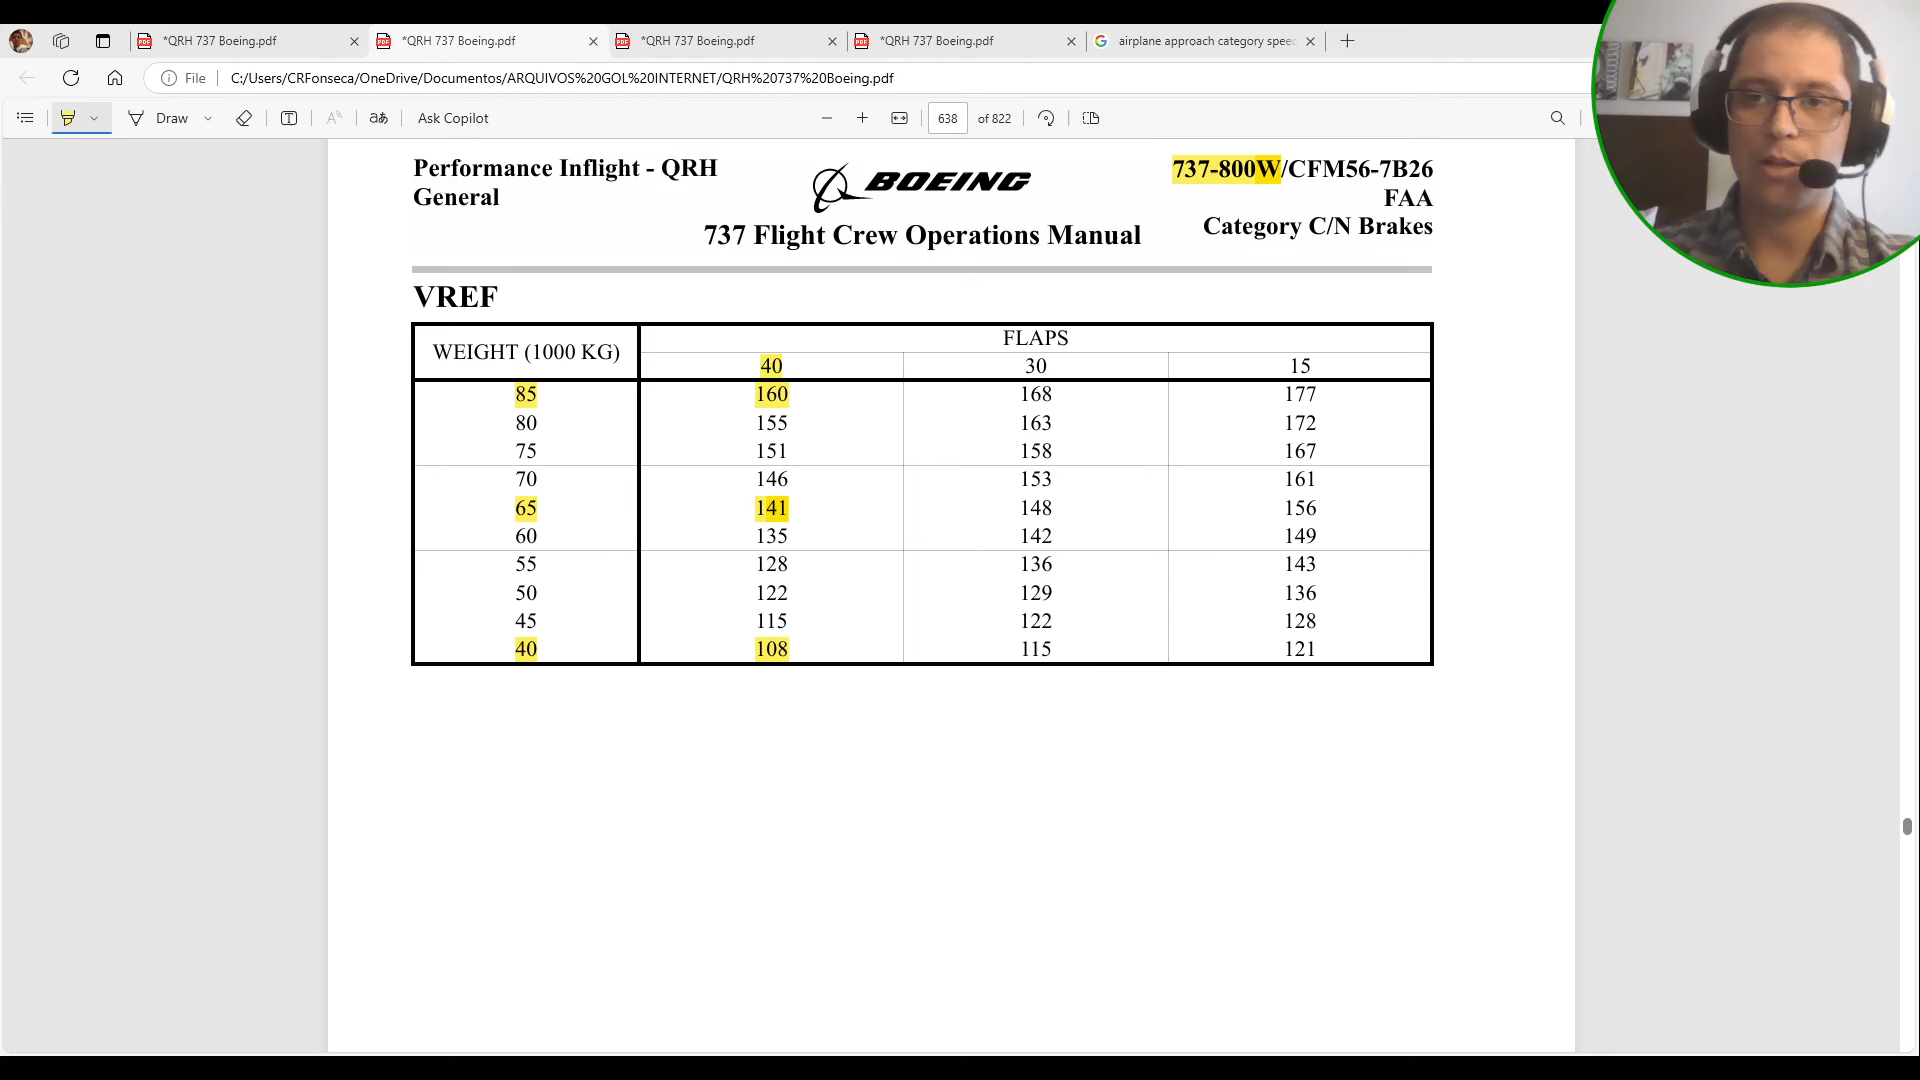 *QRH 737 Boeing.pdf
*QRH 737 Boeing.pdf
*QRH 737 Boeing.pdf
*QRH 737 Boeing.pdf
airplane approach category spee
File
C:/Users/CRFonseca/OneDrive/Documentos/ARQUIVOS%20GOL%20INTERNET/QRH%20737%20Boeing.pdf
Draw
aあ
Ask Copilot
638
of 822
Performance Inflight - QRH
General
BOEING
737 Flight Crew Operations Manual
737-800W/CFM56-7B26
FAA
Category C/N Brakes
VREF
WEIGHT (1000 KG)
FLAPS
40 30 15
85 160 168 177
80 155 163 172
75 151 158 167
70 146 153 161
65 141 148 156
60 135 142 149
55 128 136 143
50 122 129 136
45 115 122 128
40 108 115 121